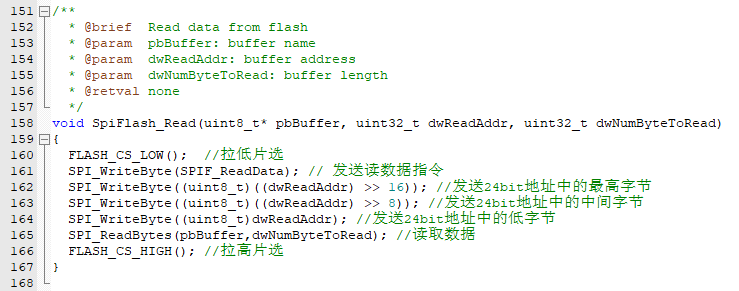 151 /**
152   * @brief  Read data from flash
153   * @param  pbBuffer: buffer name
154   * @param  dwReadAddr: buffer address
155   * @param  dwNumByteToRead: buffer length
156   * @retval none
157   */
158 void SpiFlash_Read(uint8_t* pbBuffer, uint32_t dwReadAddr, uint32_t dwNumByteToRead)
159 {
160   FLASH_CS_LOW();  //拉低片选
161   SPI_WriteByte(SPIF_ReadData); // 发送读数据指令
162   SPI_WriteByte((uint8_t)((dwReadAddr) >> 16)); //发送24bit地址中的最高字节
163   SPI_WriteByte((uint8_t)((dwReadAddr) >> 8)); //发送24bit地址中的中间字节
164   SPI_WriteByte((uint8_t)dwReadAddr); //发送24bit地址中的低字节
165   SPI_ReadBytes(pbBuffer,dwNumByteToRead); //读取数据
166   FLASH_CS_HIGH(); //拉高片选
167 }
168